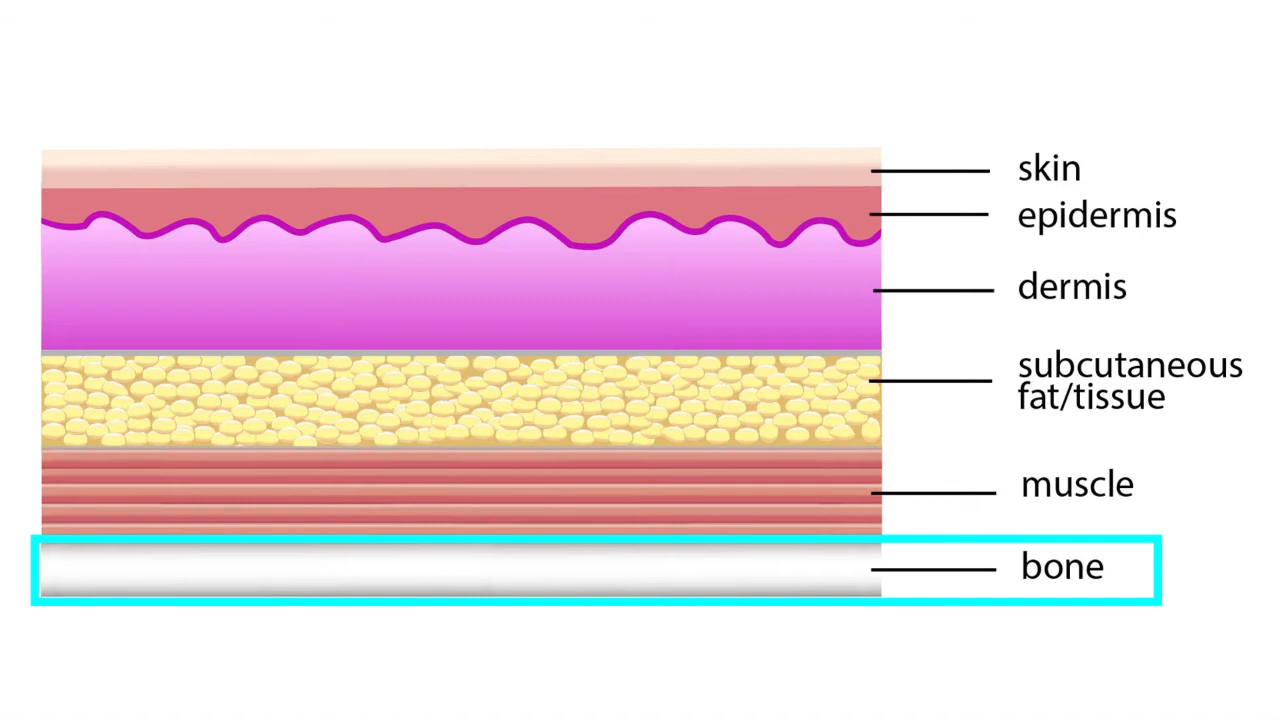 skin
epidermis
dermis
subcutaneous
fat/tissue
muscle
bone